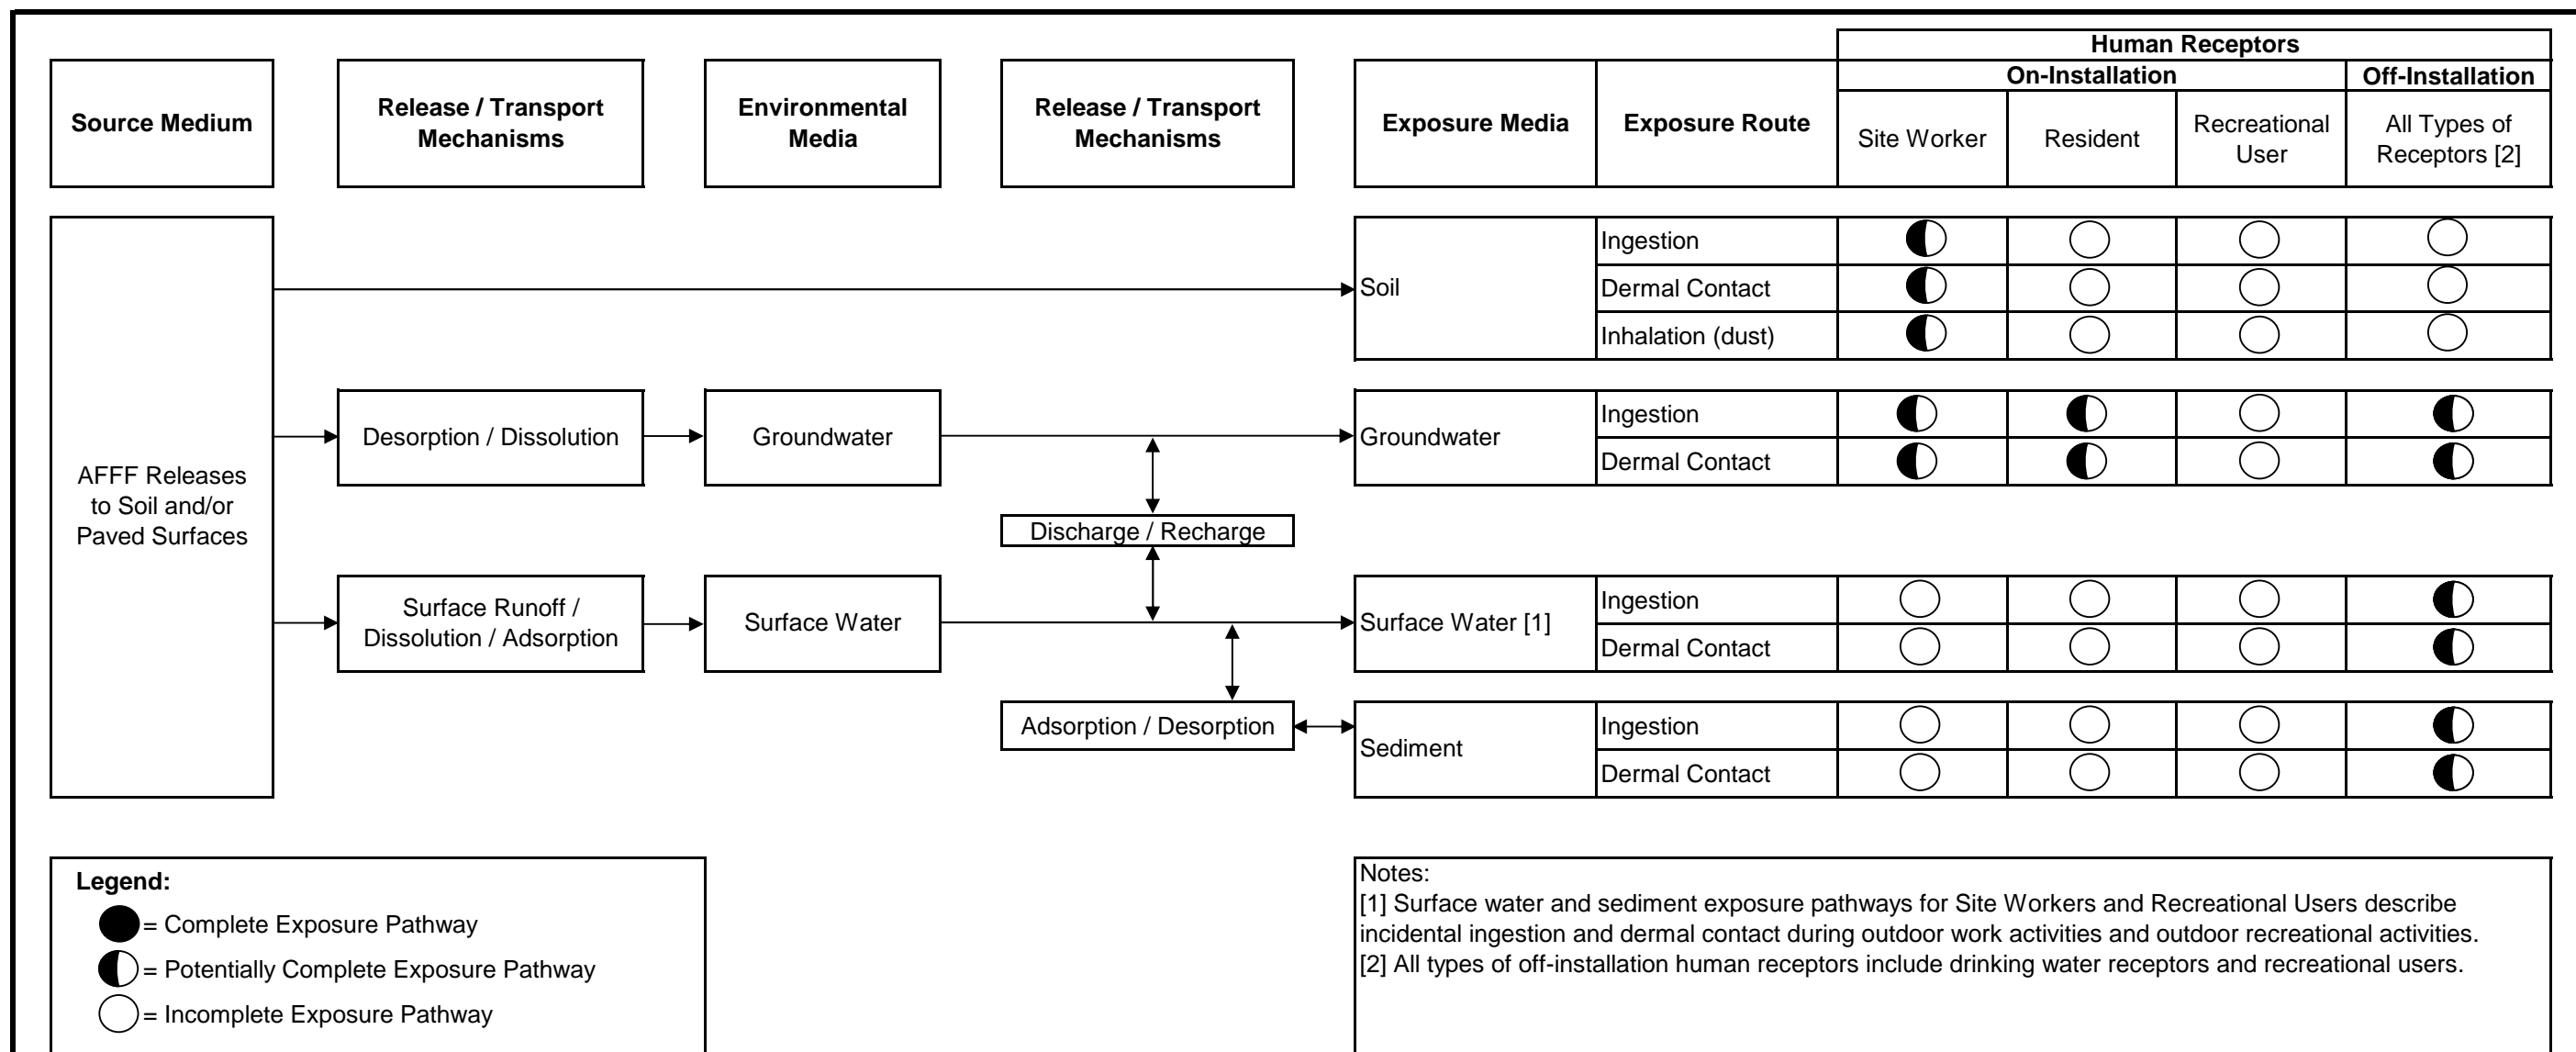 Human Receptors
On-Installation
Off-Installation
Source Medium
Release / Transport
Mechanisms
Environmental
Media
Release / Transport
Mechanisms
Exposure Media
Exposure Route
Site Worker
Resident
Recreational
User
All Types of
Receptors [2]
AFFF Releases
to Soil and/or
Paved Surfaces
Soil
Ingestion
Dermal Contact
Inhalation (dust)
Desorption / Dissolution
Groundwater
Groundwater
Ingestion
Dermal Contact
Discharge / Recharge
Surface Runoff /
Dissolution / Adsorption
Surface Water
Surface Water [1]
Ingestion
Dermal Contact
Adsorption / Desorption
Sediment
Ingestion
Dermal Contact
Legend:
= Complete Exposure Pathway
= Potentially Complete Exposure Pathway
= Incomplete Exposure Pathway
Notes:
[1] Surface water and sediment exposure pathways for Site Workers and Recreational Users describe
incidental ingestion and dermal contact during outdoor work activities and outdoor recreational activities.
[2] All types of off-installation human receptors include drinking water receptors and recreational users.